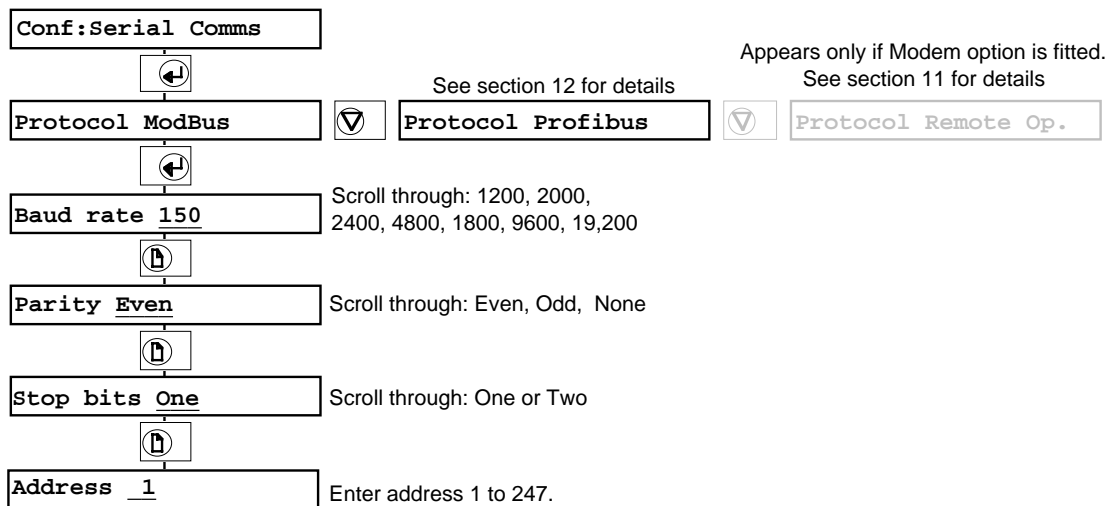 Conf:Serial Comms
Appears only if Modem option is fitted.
See section 11 for details
See section 12 for details
Protocol ModBus
Protocol Profibus
Protocol Remote Op.
Baud rate 150
Scroll through: 1200, 2000,
2400, 4800, 1800, 9600, 19,200
Parity Even
Scroll through: Even, Odd, None
Stop bits One
Scroll through: One or Two
Address 1
Enter address 1 to 247.